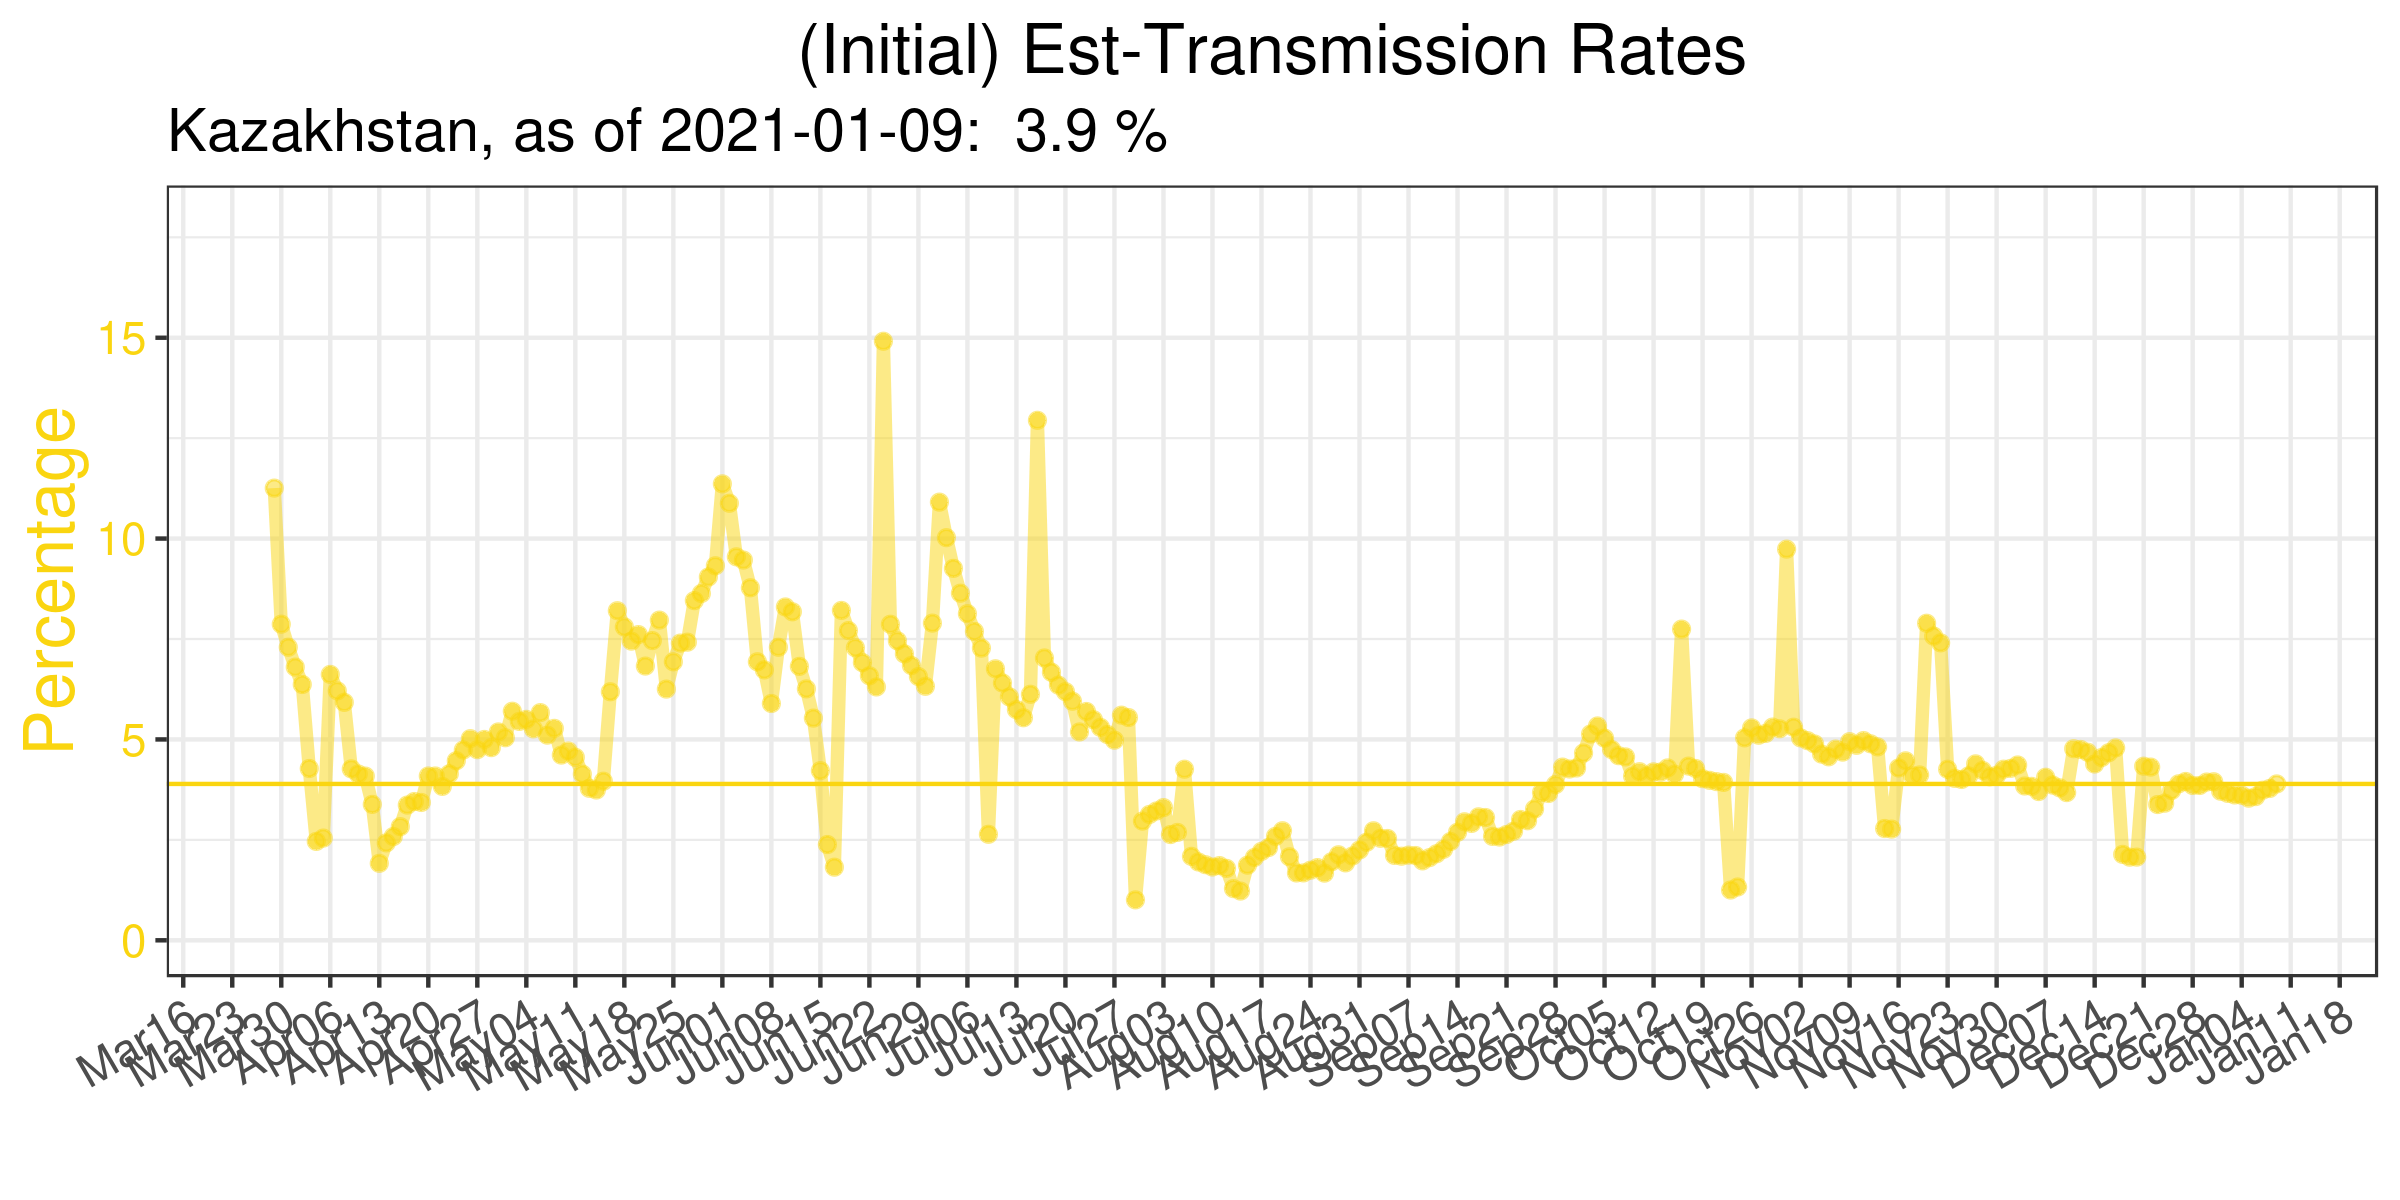 (Initial) Est-Transmission Rates
Kazakhstan, as of 2021-01-09:  3.9 %
Percentage
15
10
5
0
Mar16
Mar23
Mar30
Apr06
Apr13
Apr20
Apr27
May04
May11
May18
May25
Jun01
Jun08
Jun15
Jun22
Jun29
Jul06
Jul13
Jul20
Jul27
Aug03
Aug10
Aug17
Aug24
Aug31
Sep07
Sep14
Sep21
Sep28
Oct05
Oct12
Oct19
Oct26
Nov02
Nov09
Nov16
Nov23
Nov30
Dec07
Dec14
Dec21
Dec28
Jan04
Jan11
Jan18